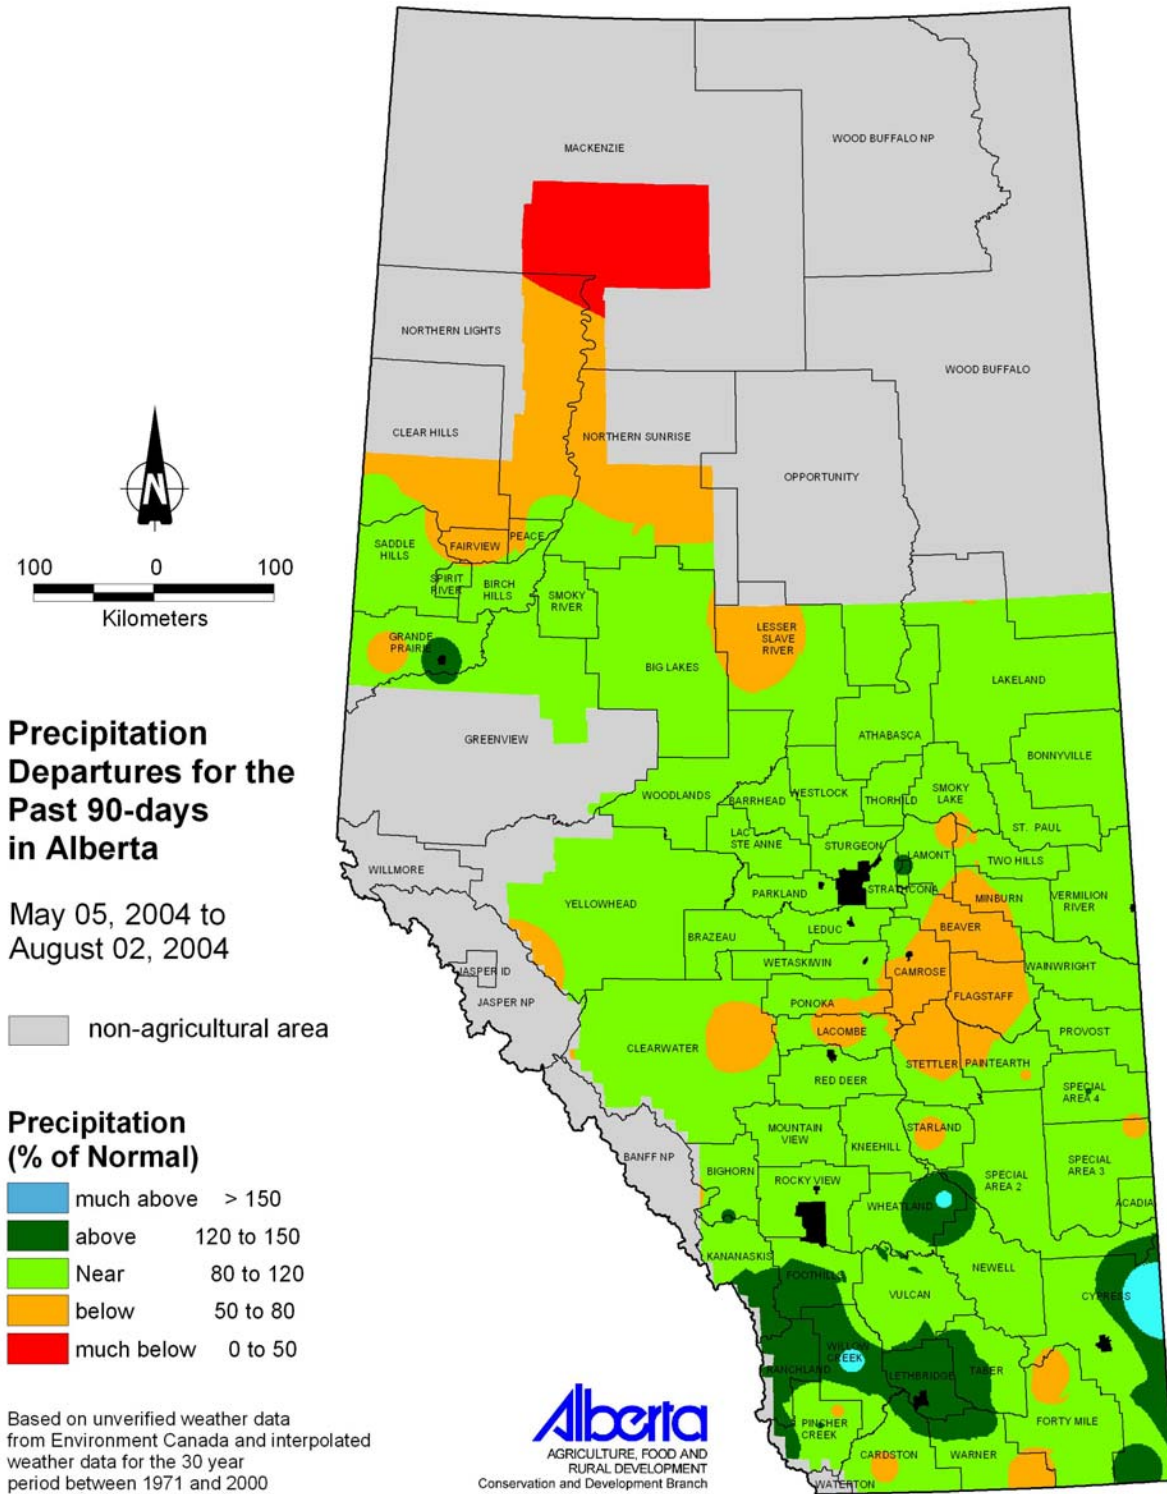 MACKENZIE
WOOD BUFFALO NP
NORTHERN LIGHTS
WOOD BUFFALO
CLEAR HILLS
NORTHERN SUNRISE
OPPORTUNITY
N
SADDLE
HILLS
FAIRVIEW
PEACE
SPIRIT
RIVER
BIRCH
HILLS
SMOKY
RIVER
100 0 100
Kilometers
GRANDE
PRAIRIE
LESSER
SLAVE
RIVER
BIG LAKES
LAKELAND
GREENVIEW
ATHABASCA
BONNYVILLE
Precipitation
Departures for the
Past 90-days
in Alberta
May 05, 2004 to
August 02, 2004
non-agricultural area
WOODLANDS
BARRHEAD
WESTLOCK
THORHILD
SMOKY
LAKE
ST. PAUL
LAC
STE ANNE
STURGEON
LAMONT
TWO HILLS
WILLMORE
YELLOWHEAD
PARKLAND
STRATHCONA
MINBURN
VERMILION
RIVER
BRAZEAU
LEDUC
BEAVER
WETASKIWIN
CAMROSE
WAINWRIGHT
JASPER ID
JASPER NP
PONOKA
FLAGSTAFF
CLEARWATER
LACOMBE
PROVOST
STETTLER
PAINTEARTH
RED DEER
SPECIAL
AREA 4
MOUNTAIN
VIEW
KNEEHILL
STARLAND
BANFF NP
BIGHORN
ROCKY VIEW
SPECIAL
AREA 2
SPECIAL
AREA 3
WHEATLAND
ACADIA
KANANASKIS
FOOTHILLS
NEWELL
VULCAN
CYPRESS
WILLOW
CREEK
RANCHLAND
LETHBRIDGE
TABER
PINCHER
CREEK
FORTY MILE
CARDSTON
WARNER
WATERTON
Precipitation
(% of Normal)
much above > 150
above 120 to 150
Near 80 to 120
below 50 to 80
much below 0 to 50
Based on unverified weather data
from Environment Canada and interpolated
weather data for the 30 year
period between 1971 and 2000
Alberta
AGRICULTURE, FOOD AND
RURAL DEVELOPMENT
Conservation and Development Branch